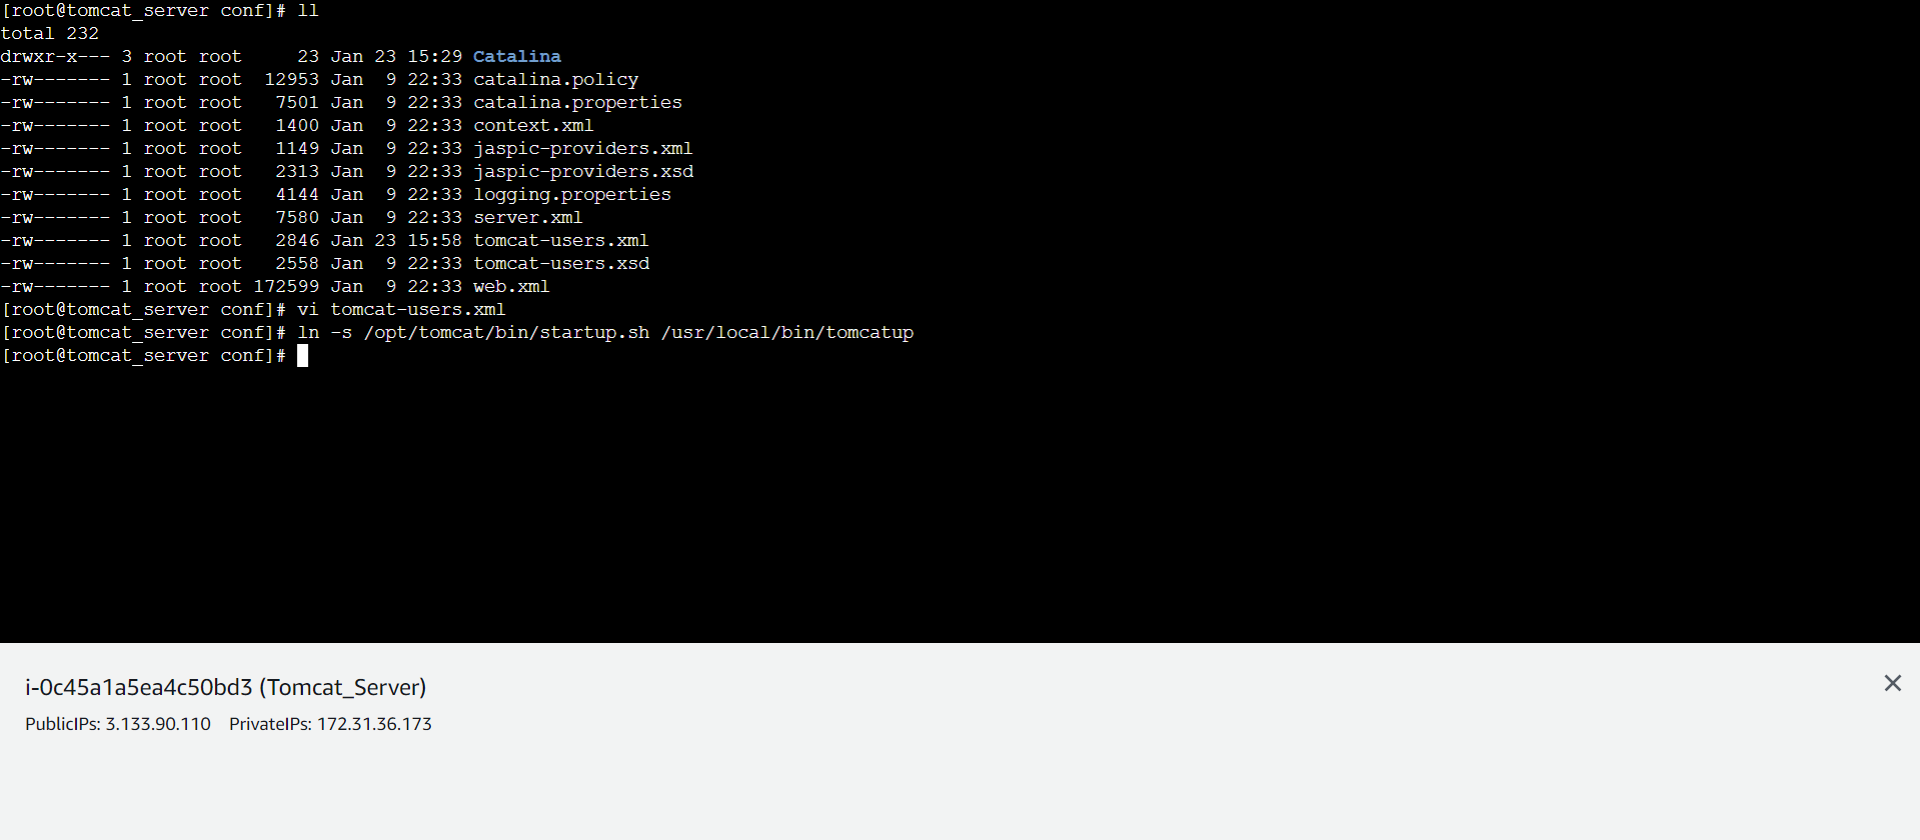 [root@tomcat_server conf]# ll
total 232
drwxr-x--- 3 root root     23 Jan 23 15:29 Catalina
-rw------- 1 root root  12953 Jan  9 22:33 catalina.policy
-rw------- 1 root root   7501 Jan  9 22:33 catalina.properties
-rw------- 1 root root   1400 Jan  9 22:33 context.xml
-rw------- 1 root root   1149 Jan  9 22:33 jaspic-providers.xml
-rw------- 1 root root   2313 Jan  9 22:33 jaspic-providers.xsd
-rw------- 1 root root   4144 Jan  9 22:33 logging.properties
-rw------- 1 root root   7580 Jan  9 22:33 server.xml
-rw------- 1 root root   2846 Jan 23 15:58 tomcat-users.xml
-rw------- 1 root root   2558 Jan  9 22:33 tomcat-users.xsd
-rw------- 1 root root 172599 Jan  9 22:33 web.xml
[root@tomcat_server conf]# vi tomcat-users.xml
[root@tomcat_server conf]# ln -s /opt/tomcat/bin/startup.sh /usr/local/bin/tomcatup
[root@tomcat_server conf]#
i-0c45a1a5ea4c50bd3 (Tomcat_Server)
PublicIPs: 3.133.90.110 PrivateIPs: 172.31.36.173